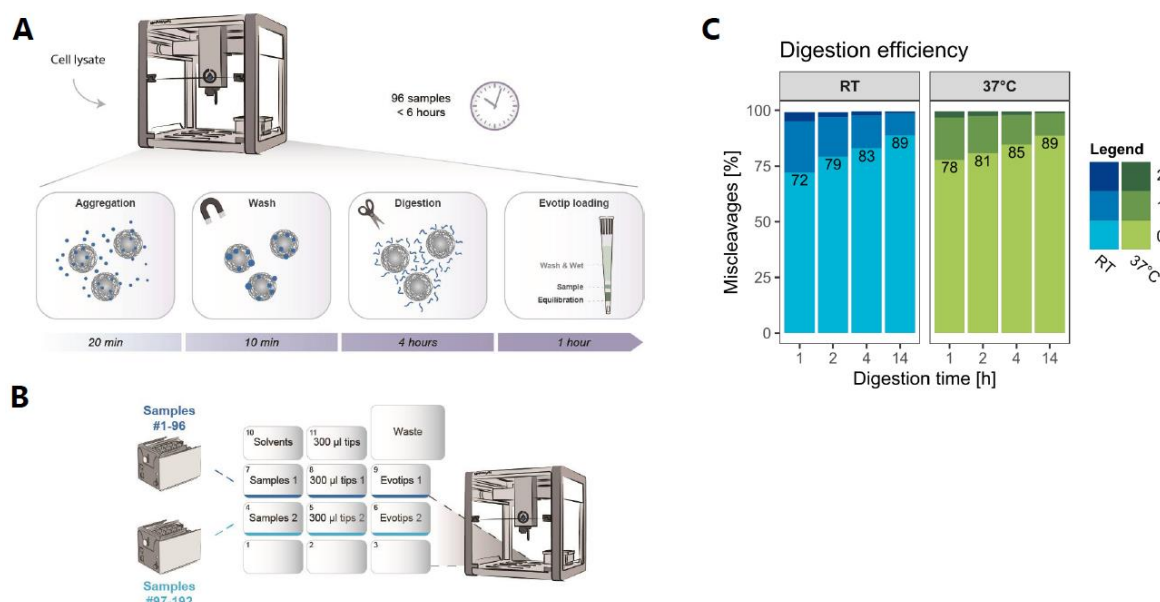 A
Cell lysate
96 samples
< 6 hours
Aggregation
Wash
Digestion
Evotip loading
Wash & Wet
Sample
Equilibration
20 min
10 min
4 hours
1 hour
B
Samples
#1-96
10
Solvents
11
300 µl tips
Waste
7
Samples 1
8
300 µl tips 1
9
Evotips 1
4
Samples 2
5
300 µl tips 2
6
Evotips 2
1
2
3
Samples
#97-192
C
Digestion efficiency
RT
37°C
Miscleavages [%]
100
75
50
25
0
72
79
83
89
78
81
85
89
1
2
4
14
1
2
4
14
Digestion time [h]
Legend
2
RT
37°C